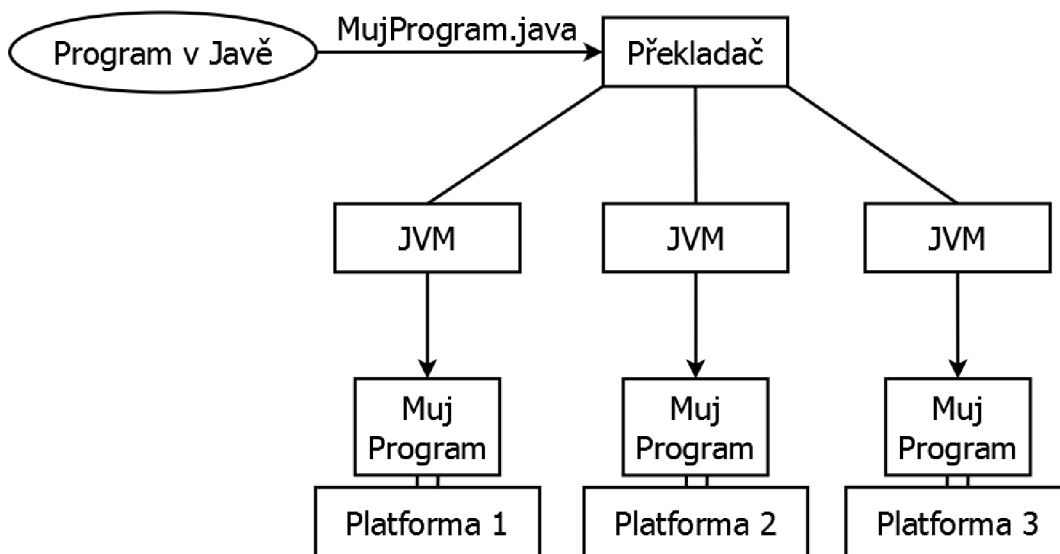 Program v Javě
MujProgram.java
Překladač
JVM
JVM
JVM
Muj
Program
Muj
Program
Muj
Program
Platforma 1
Platforma 2
Platforma 3